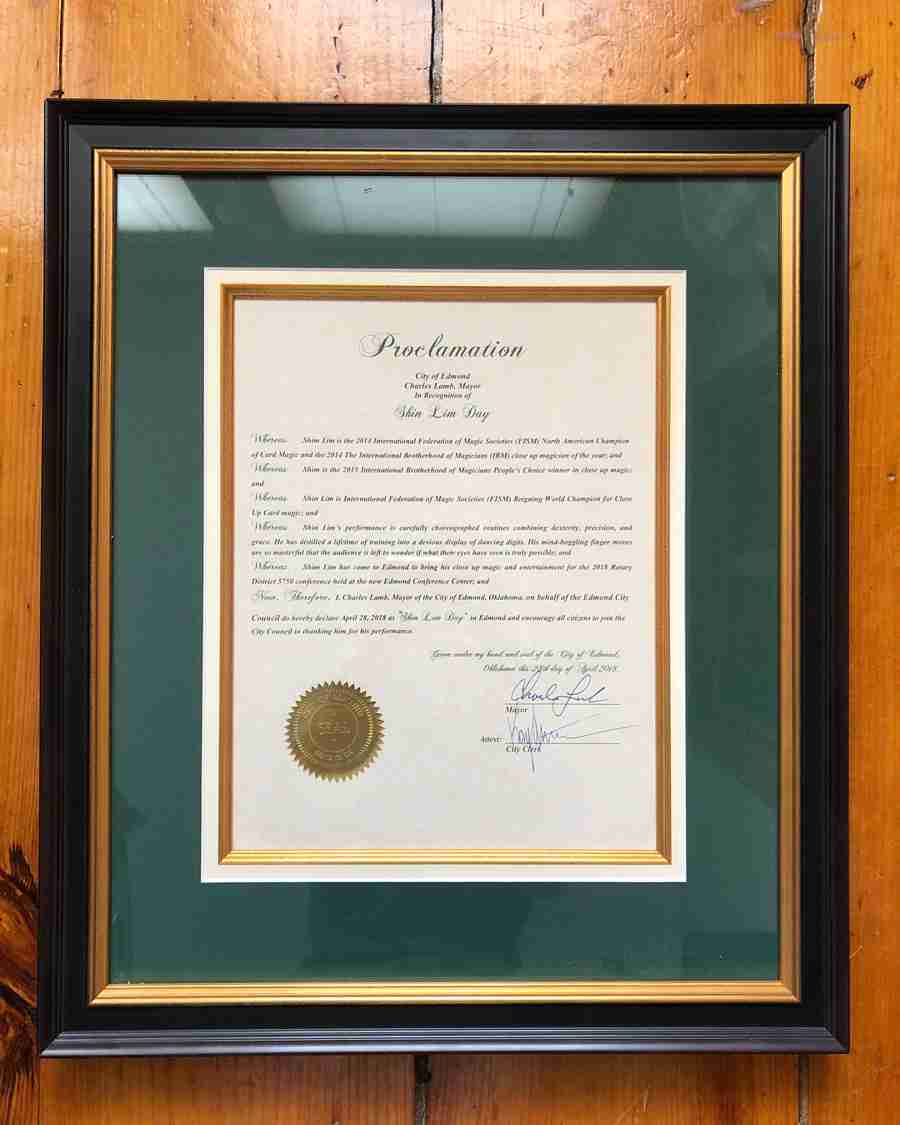 Proclamation
City of Edmond
Charles Lamb, Mayor
In Recognition of
Shin Lim Day
Whereas, Shin Lim is the 2014 International Federation of Magic Societies (FISM) North American Champion
of Card Magic and the 2014 The International Brotherhood of Magicians (IBM) close up magician of the year; and
Whereas, is the 2015 International Brotherhood of Magicians People's Choice winner in close up magic;
and
Whereas, Shin Lim is International Federation of Magic Societies (FISM) Reigning World Champion for Close
Up Card magic; and
Whereas, Shin Lim's performance is carefully choreographed routines combining dexterity, precision, and
grace. He has distilled a lifetime of training into a devious display of dancing digits. His mind-boggling finger moves
are so masterful that the audience is left to wonder if what their eyes have seen is truly possible; and
Whereas, Shin Lim has come to Edmond to bring his close up magic and entertainment for the 2018 Rotary
District 5750 conference held at the new Edmond Conference Center; and
Now, Therefore, I, Charles Lamb, Mayor of the City of Edmond, Oklahoma, on behalf of the Edmond City
Council do hereby declare April 28, 2018 as "Shin Lim Day" in Edmond and encourage all citizens to join the
City Council in thanking him for his performance.
Given under my hand and seal of the City of Edmond,
Oklahoma this day of April 2018.
Mayor
Attest:
City Clerk
SEAL